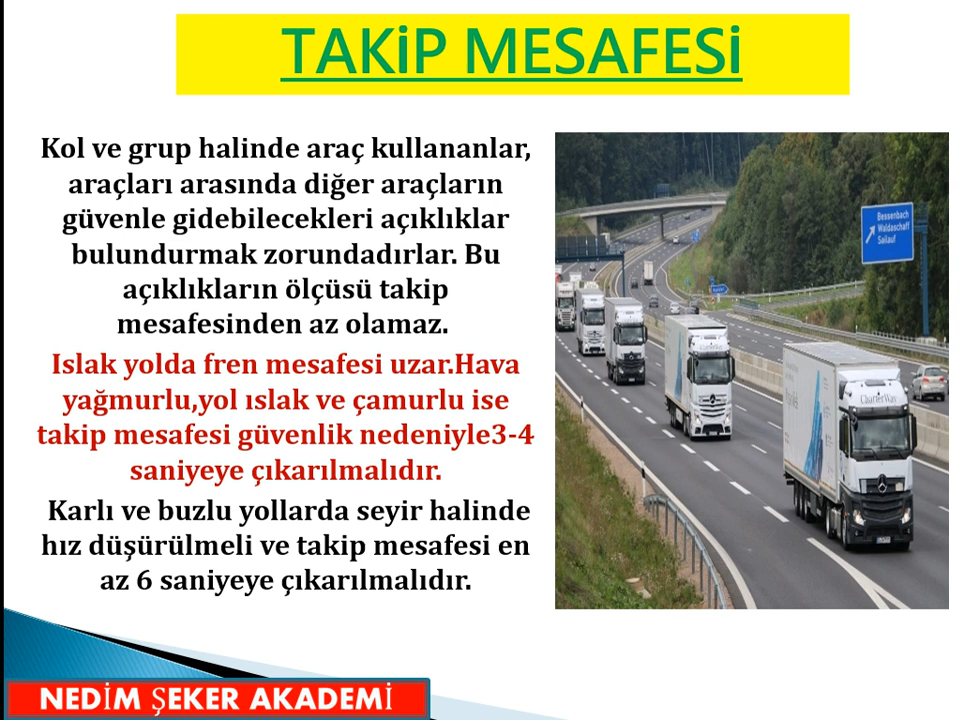 TAKİP MESAFESİ
Kol ve grup halinde araç kullananlar,
araçları arasında diğer araçların
güvenle gidebilecekleri açıklıklar
bulundurmak zorundadırlar. Bu
açıklıkların ölçüsü takip
mesafesinden az olamaz.
Islak yolda fren mesafesi uzar.Hava
yağmurlu,yol ıslak ve çamurlu ise
takip mesafesi güvenlik nedeniyle3-4
saniyeye çıkarılmalıdır.
Karlı ve buzlu yollarda seyir halinde
hız düşürülmeli ve takip mesafesi en
az 6 saniyeye çıkarılmalıdır.
Bessenbach
Waldaschaff
Sailauf
CharterWay
NEDİM ŞEKER AKADEMİ